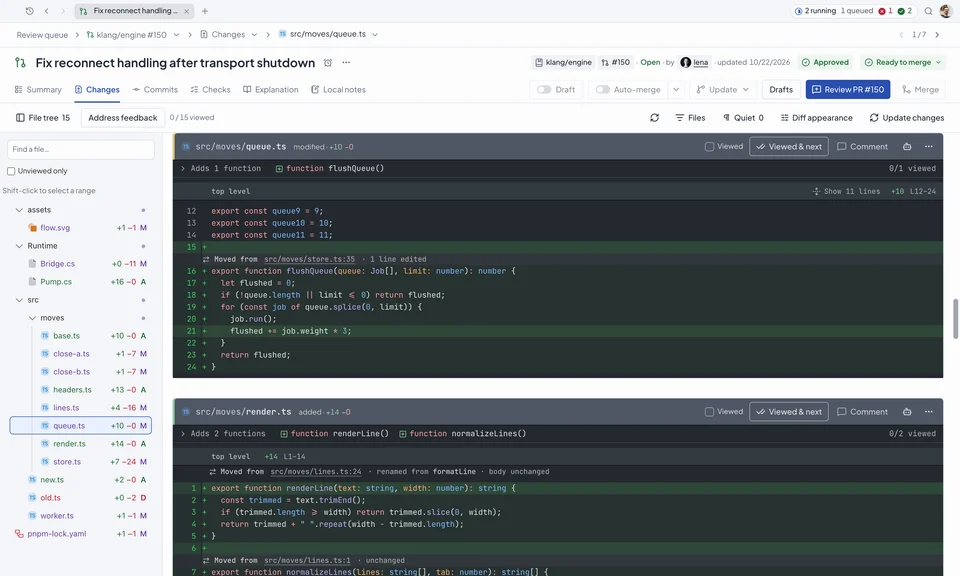 Fix reconnect handling ...
2 running 1 queued 1 2
Review queue klang/engine #150 Changes src/moves/queue.ts 1 / 7
Fix reconnect handling after transport shutdown
klang/engine #150 · Open · by lena · updated 10/22/2026 Approved Ready to merge
Summary Changes Commits Checks Explanation Local notes
Draft Auto-merge Update Drafts Review PR #150 Merge
File tree 15 Address feedback 0 / 15 viewed Files Quiet 0 Diff appearance Update changes
Find a file...
Unviewed only
Shift-click to select a range
assets
flow.svg +1 −1 M
Runtime
Bridge.cs +0 −11 M
Pump.cs +16 −0 A
src
moves
base.ts +10 −0 A
close-a.ts +1 −7 M
close-b.ts +1 −7 M
headers.ts +13 −0 A
lines.ts +4 −16 M
queue.ts +10 −0 M
render.ts +14 −0 A
store.ts +7 −24 M
new.ts +2 −0 A
old.ts +0 −2 D
worker.ts +1 −1 M
pnpm-lock.yaml +1 −1 M
src/moves/queue.ts modified · +10 −0 Viewed Viewed & next Comment
Adds 1 function function flushQueue() 0/1 viewed
top level Show 11 lines +10 L12–24
12 export const queue9 = 9;
13 export const queue10 = 10;
14 export const queue11 = 11;
15 +
Moved from src/moves/store.ts:35 · 1 line edited
16 + export function flushQueue(queue: Job[], limit: number): number {
17 + let flushed = 0;
18 + if (!queue.length || limit <= 0) return flushed;
19 + for (const job of queue.splice(0, limit)) {
20 + job.run();
21 + flushed += job.weight * 3;
22 + }
23 + return flushed;
24 + }
src/moves/render.ts added · +14 −0 Viewed Viewed & next Comment
Adds 2 functions function renderLine() function normalizeLines() 0/2 viewed
top level +14 L1–14
Moved from src/moves/lines.ts:24 · renamed from formatLine · body unchanged
1 + export function renderLine(text: string, width: number): string {
2 + const trimmed = text.trimEnd();
3 + if (trimmed.length >= width) return trimmed.slice(0, width);
4 + return trimmed + " ".repeat(width - trimmed.length);
5 + }
6 +
Moved from src/moves/lines.ts:1 · unchanged
7 + export function normalizeLines(lines: string[], tab: number): string[] {